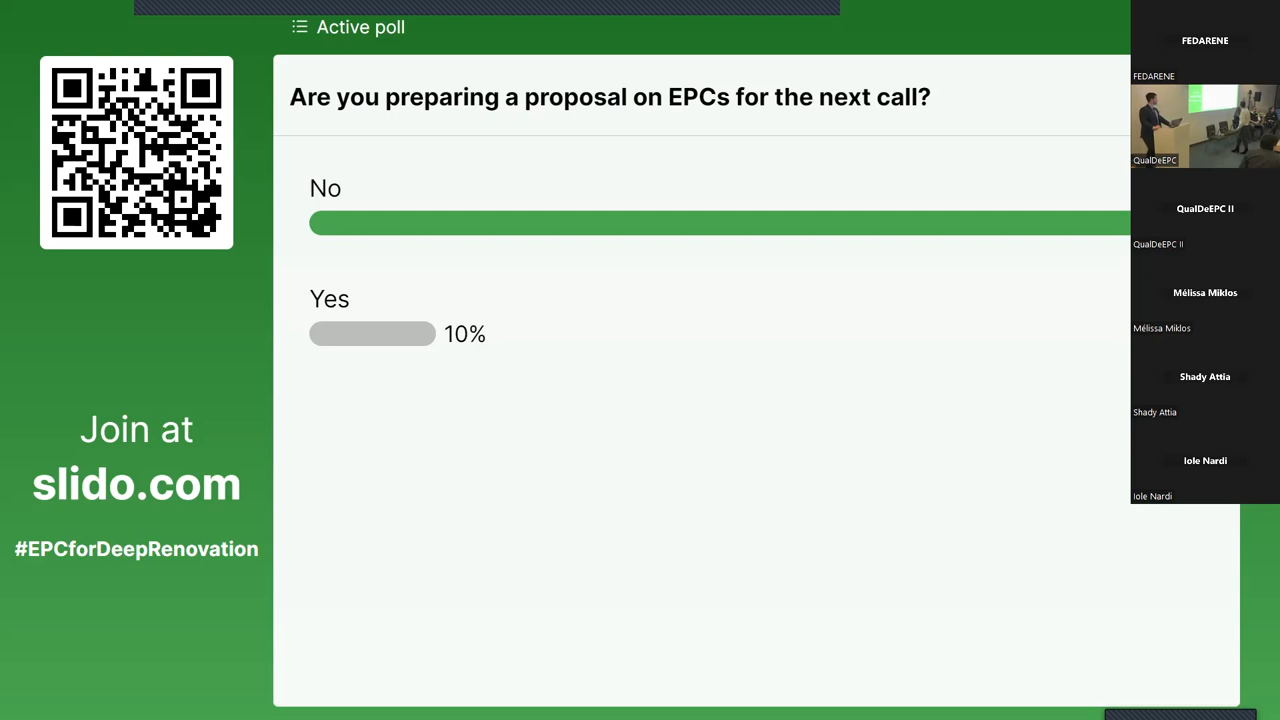 Active poll
Are you preparing a proposal on EPCs for the next call?
No
Yes
10%
Join at
slido.com
#EPCforDeepRenovation
FEDARENE
FEDARENE
QualDeEPC
QualDeEPC II
QualDeEPC II
Mélissa Miklos
Mélissa Miklos
Shady Attia
Shady Attia
Iole Nardi
Iole Nardi